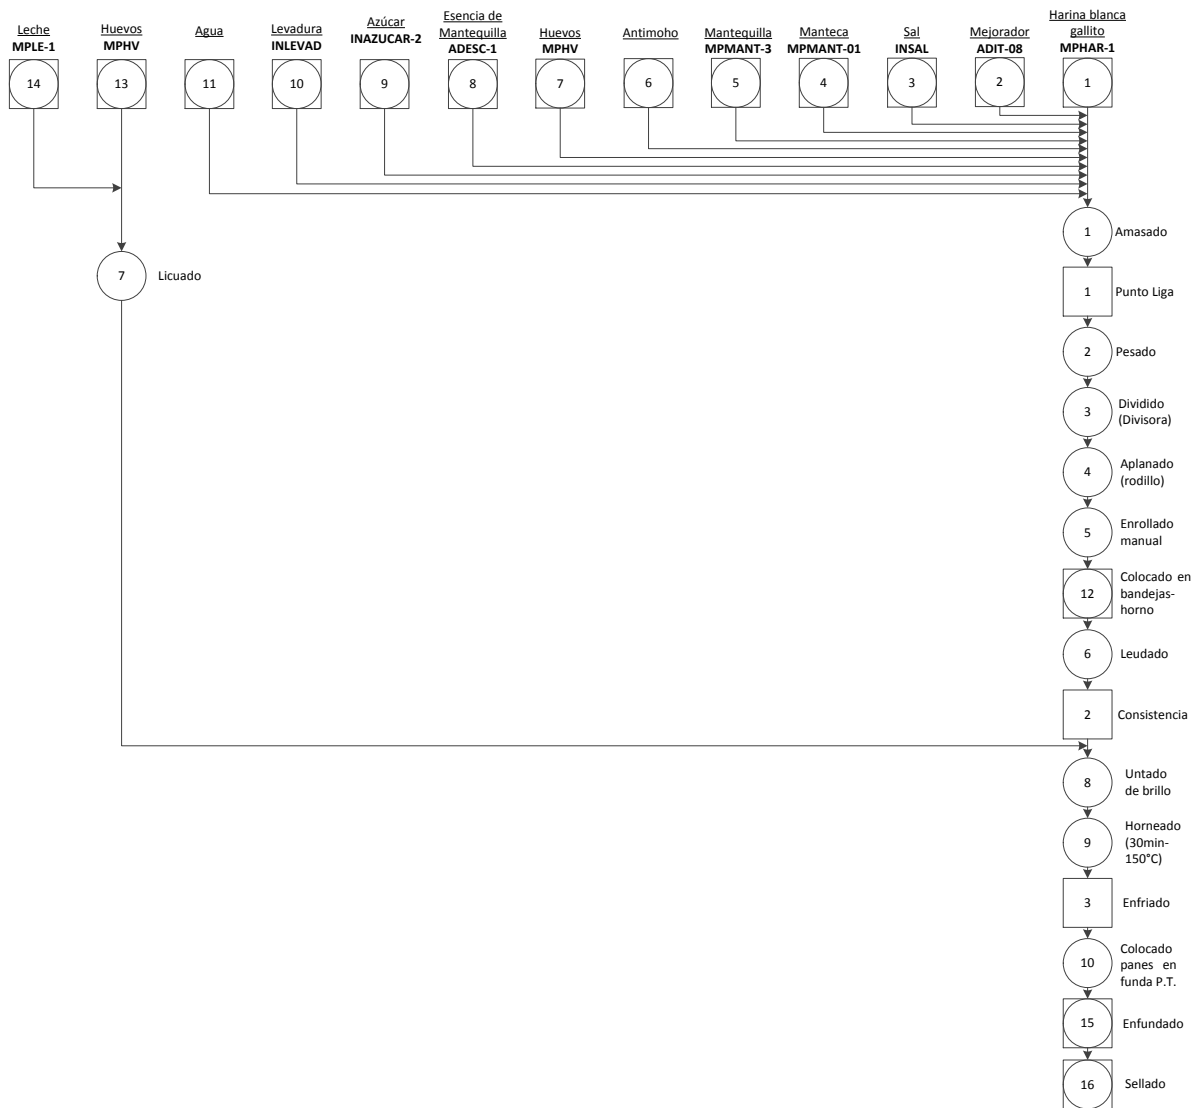 Leche
MPLE-1
14
Huevos
MPHV
13
Agua
11
Levadura
INLEVAD
10
Azúcar
INAZUCAR-2
9
Esencia de
Mantequilla
ADESC-1
8
Huevos
MPHV
7
Antimoho
6
Mantequilla
MPMANT-3
5
Manteca
MPMANT-01
4
Sal
INSAL
3
Mejorador
ADIT-08
2
Harina blanca
gallito
MPHAR-1
1
1
Amasado
7
Licuado
1
Punto Liga
2
Pesado
3
Dividido
(Divisora)
4
Aplanado
(rodillo)
5
Enrollado
manual
12
Colocado en
bandejas-
horno
6
Leudado
2
Consistencia
8
Untado
de brillo
9
Horneado
(30min-
150°C)
3
Enfriado
10
Colocado
panes en
funda P.T.
15
Enfundado
16
Sellado